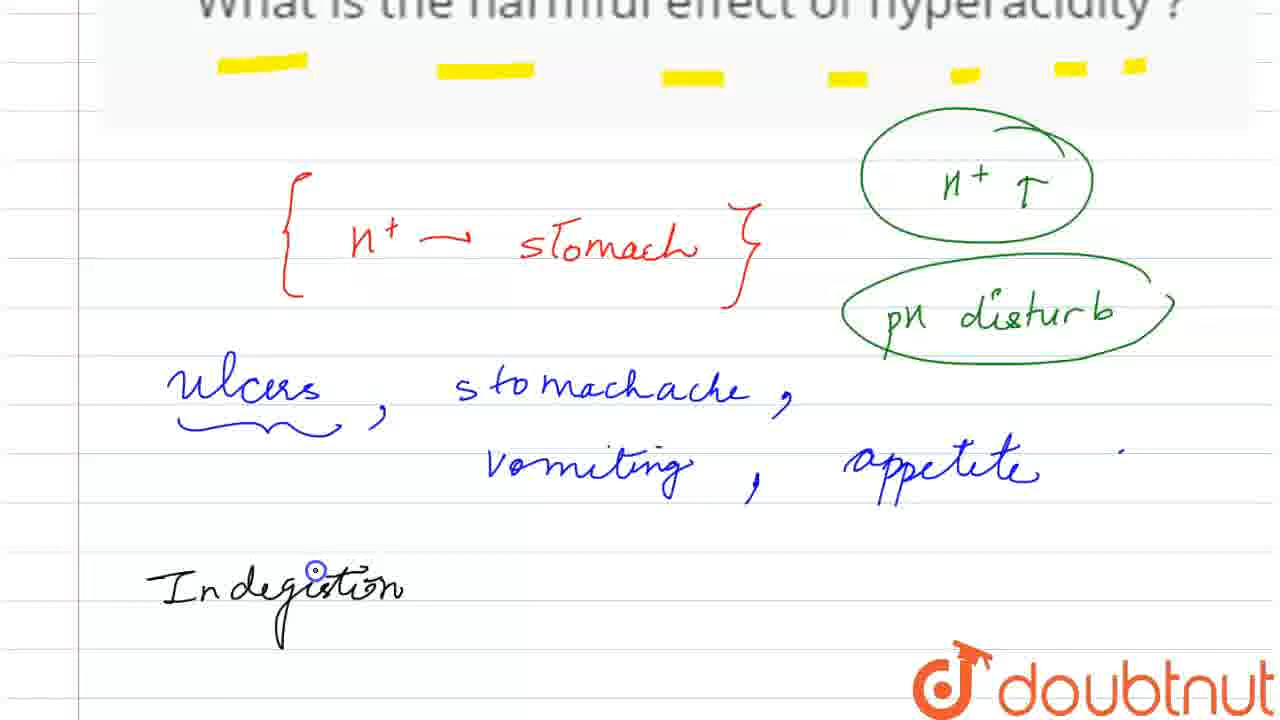 What is the harmful effect of hyperacidity ?
H+ ↑
H+ → stomach
pH disturb
ulcers, stomachache,
vomiting, appetite
Indegistion
doubtnut